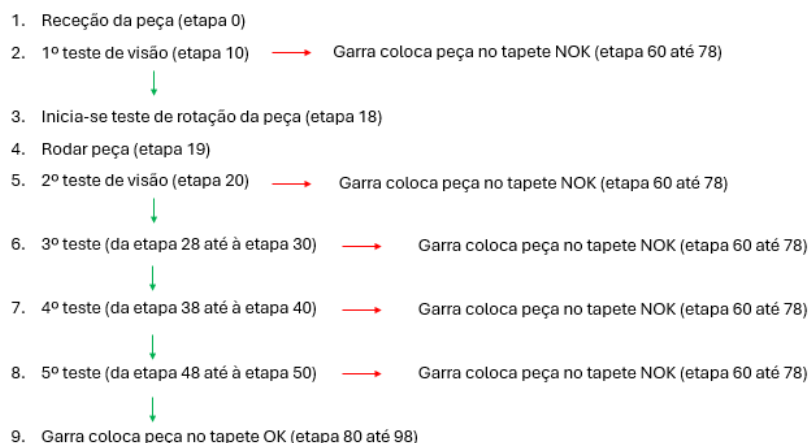 1. Receção da peça (etapa 0)
2. 1º teste de visão (etapa 10) Garra coloca peça no tapete NOK (etapa 60 até 78)
3. Inicia-se teste de rotação da peça (etapa 18)
4. Rodar peça (etapa 19)
5. 2º teste de visão (etapa 20) Garra coloca peça no tapete NOK (etapa 60 até 78)
6. 3º teste (da etapa 28 até à etapa 30) Garra coloca peça no tapete NOK (etapa 60 até 78)
7. 4º teste (da etapa 38 até à etapa 40) Garra coloca peça no tapete NOK (etapa 60 até 78)
8. 5º teste (da etapa 48 até à etapa 50) Garra coloca peça no tapete NOK (etapa 60 até 78)
9. Garra coloca peça no tapete OK (etapa 80 até 98)